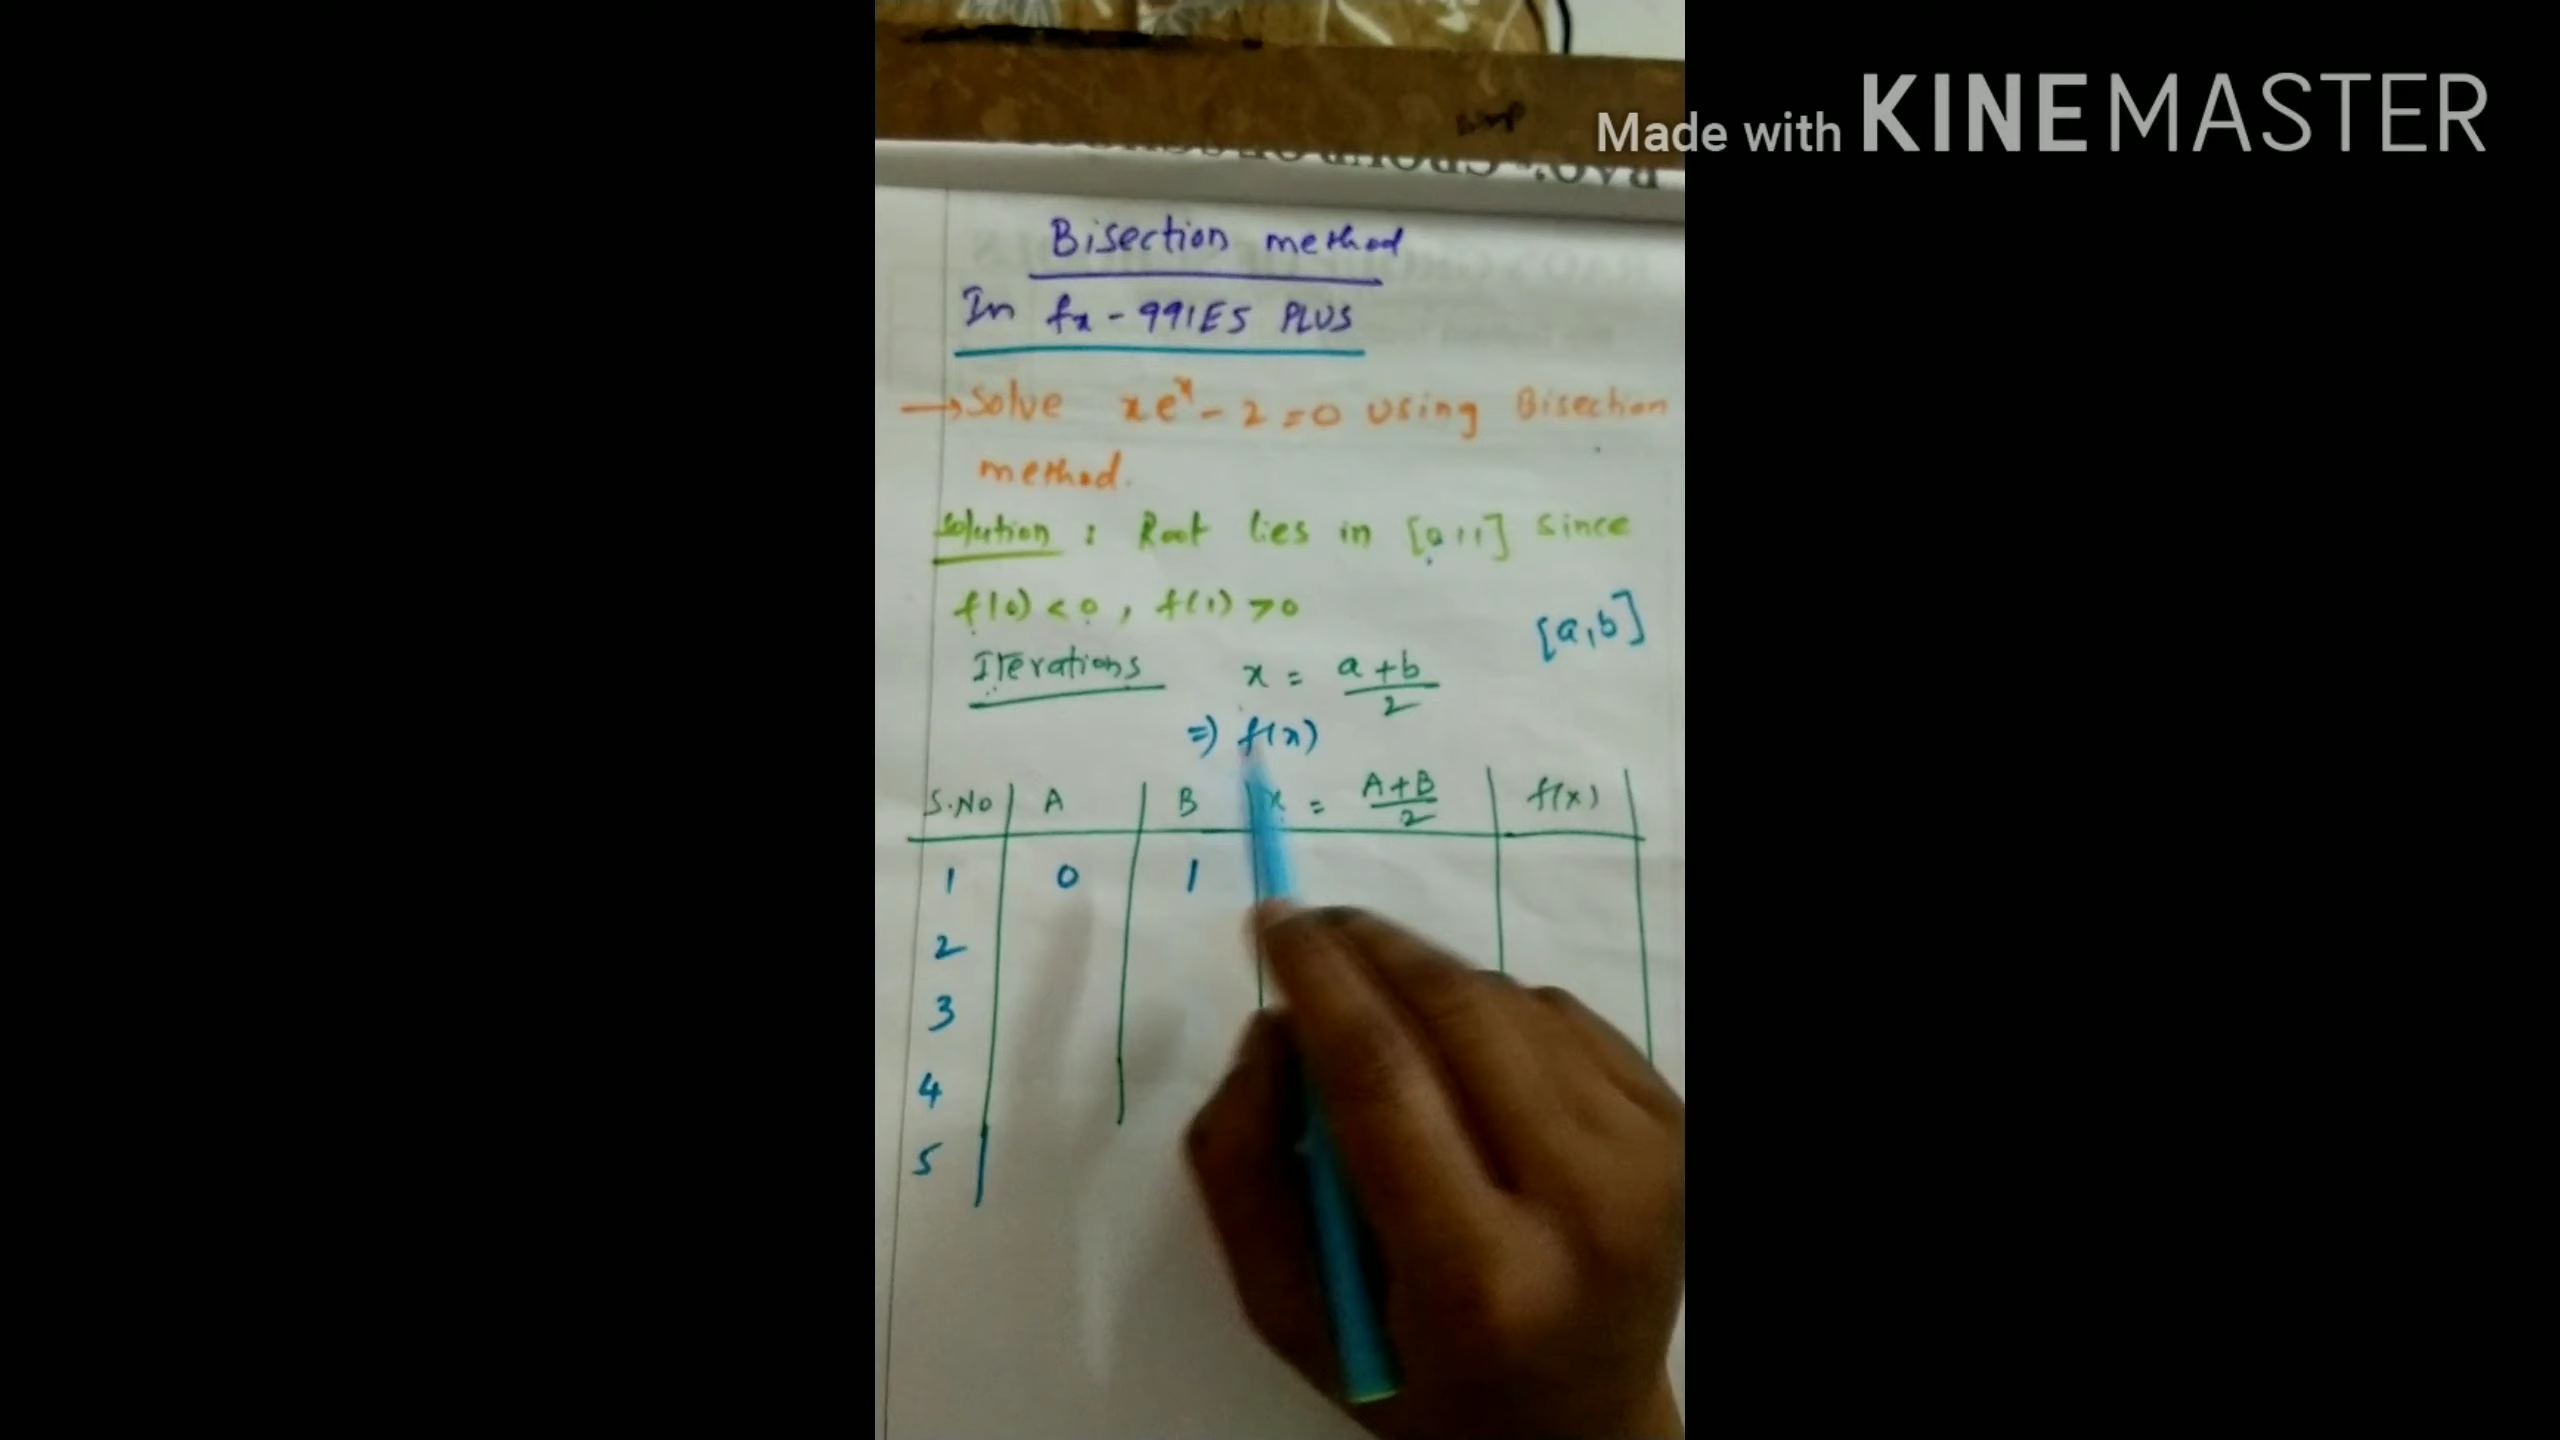 Made with KINEMASTER
Bisection method
In fx-991ES PLUS
→ Solve xeˣ - 2 = 0 using Bisection
method.
Solution : Root lies in [0,1] since
f(0) < 0, f(1) > 0
[a,b]
Iterations x = a+b/2
⇒ f(x)
S.No A B x = A+B/2 f(x)
1 0 1
2
3
4
5